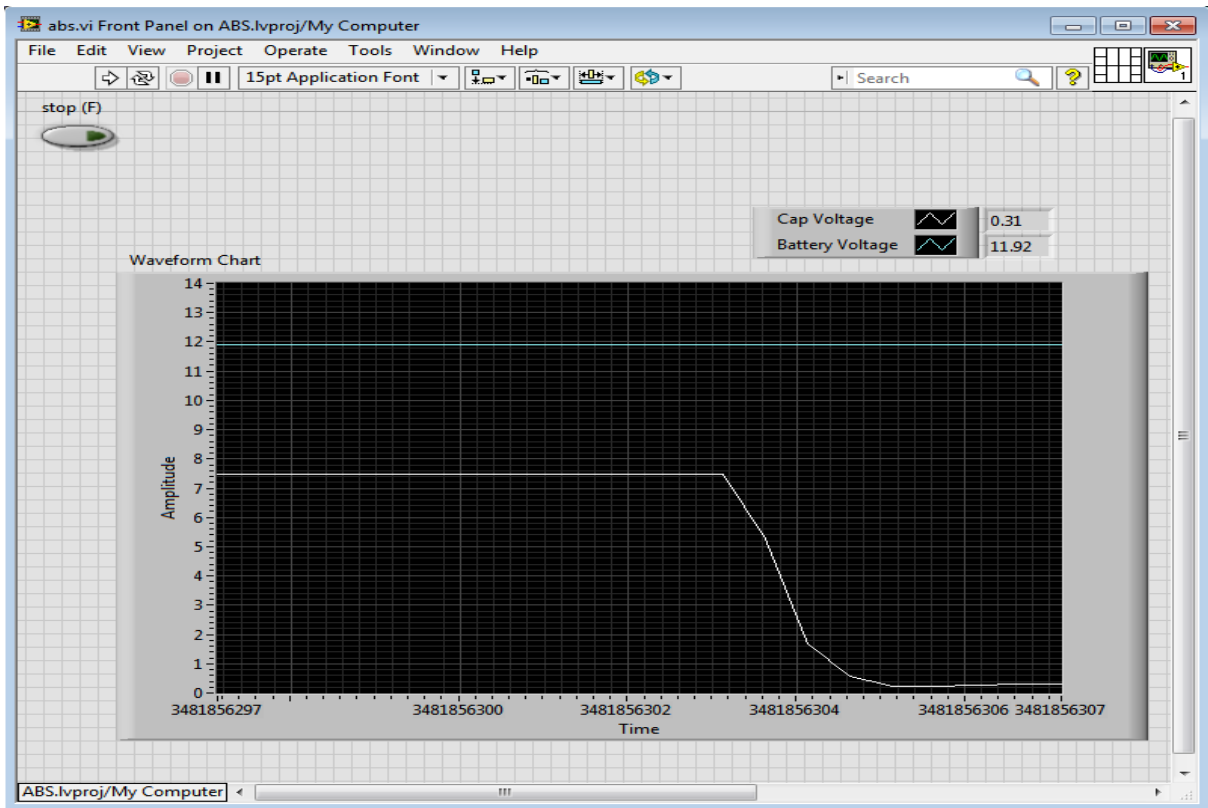 abs.vi Front Panel on ABS.lvproj/My Computer
File Edit View Project Operate Tools Window Help
15pt Application Font
Search
1
stop (F)
Cap Voltage 0.31
Battery Voltage 11.92
Waveform Chart
14
13
12
11
10
9
8
7
6
5
4
3
2
1
0
Amplitude
3481856297 3481856300 3481856302 3481856304 3481856306 3481856307
Time
ABS.lvproj/My Computer